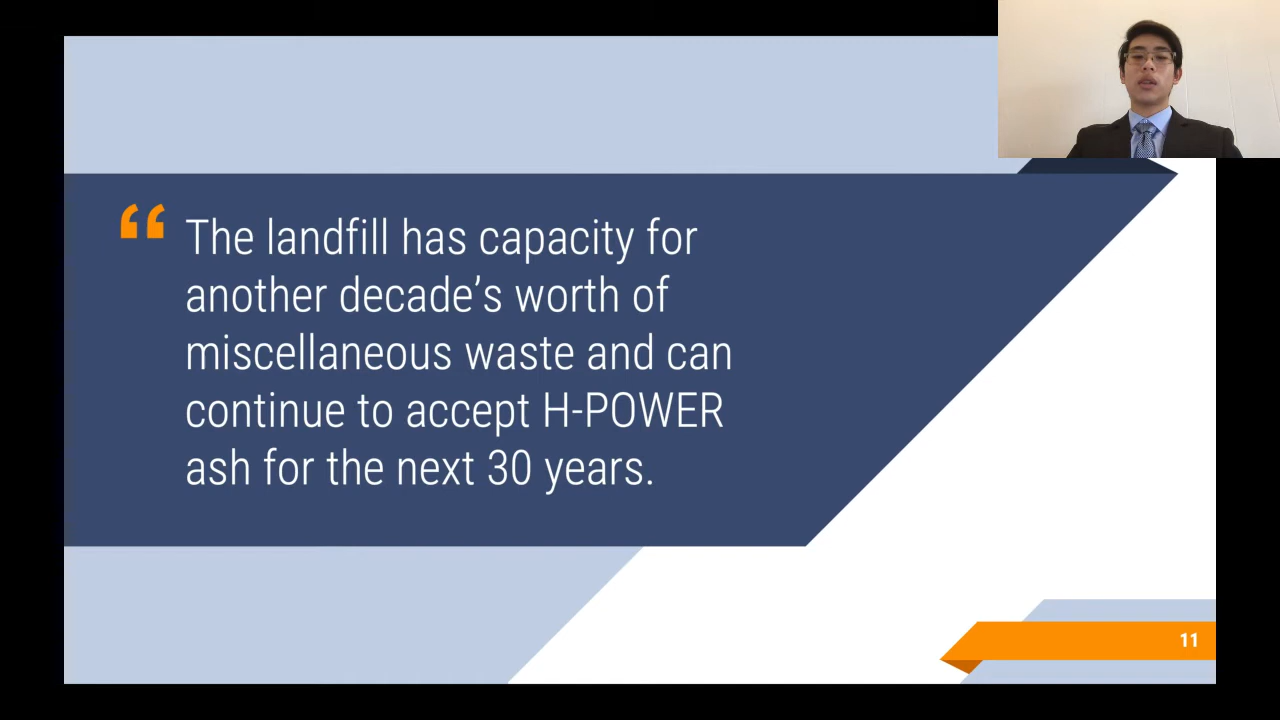 “ The landfill has capacity for
another decade’s worth of
miscellaneous waste and can
continue to accept H-POWER
ash for the next 30 years.
11